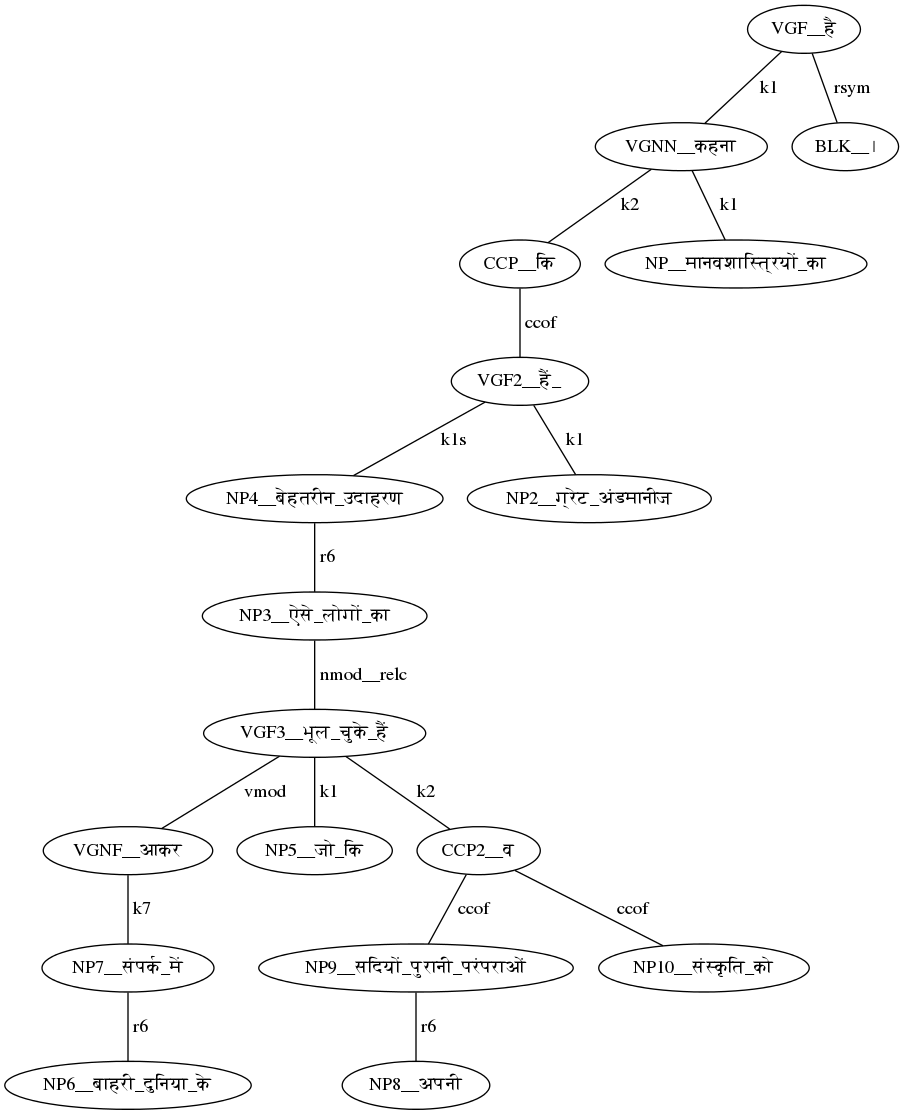 VGF__है
k1 rsym
VGNN__कहना BLK__।
k2 k1
CCP__कि NP__मानवशास्त्रियों_का
ccof
VGF2__हैं_
k1s k1
NP4__बेहतरीन_उदाहरण NP2__ग्रेट_अंडमानीज
r6
NP3__ऐसे_लोगों_का
nmod__relc
VGF3__भूल_चुके_हैं
vmod k1 k2
VGNF__आकर NP5__जो_कि CCP2__व
k7 ccof ccof
NP7__संपर्क_में NP9__सदियों_पुरानी_परंपराओं NP10__संस्कृति_को
r6 r6
NP6__बाहरी_दुनिया_के NP8__अपनी